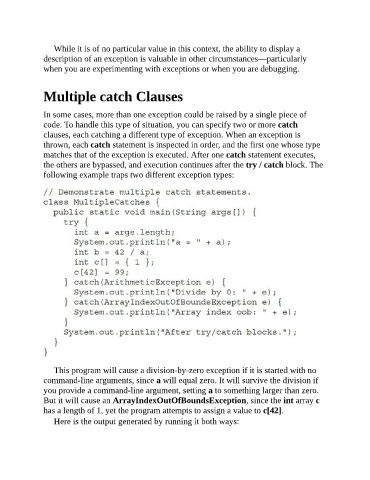 While it is of no particular value in this context, the ability to display a
description of an exception is valuable in other circumstances—particularly
when you are experimenting with exceptions or when you are debugging.
Multiple catch Clauses
In some cases, more than one exception could be raised by a single piece of
code. To handle this type of situation, you can specify two or more catch
clauses, each catching a different type of exception. When an exception is
thrown, each catch statement is inspected in order, and the first one whose type
matches that of the exception is executed. After one catch statement executes,
the others are bypassed, and execution continues after the try / catch block. The
following example traps two different exception types:
// Demonstrate multiple catch statements.
class MultipleCatches {
  public static void main(String args[]) {
    try {
      int a = args.length;
      System.out.println("a = " + a);
      int b = 42 / a;
      int c[] = { 1 };
      c[42] = 99;
    } catch(ArithmeticException e) {
      System.out.println("Divide by 0: " + e);
    } catch(ArrayIndexOutOfBoundsException e) {
      System.out.println("Array index oob: " + e);
    }
    System.out.println("After try/catch blocks.");
  }
}
This program will cause a division-by-zero exception if it is started with no
command-line arguments, since a will equal zero. It will survive the division if
you provide a command-line argument, setting a to something larger than zero.
But it will cause an ArrayIndexOutOfBoundsException, since the int array c
has a length of 1, yet the program attempts to assign a value to c[42].
Here is the output generated by running it both ways: